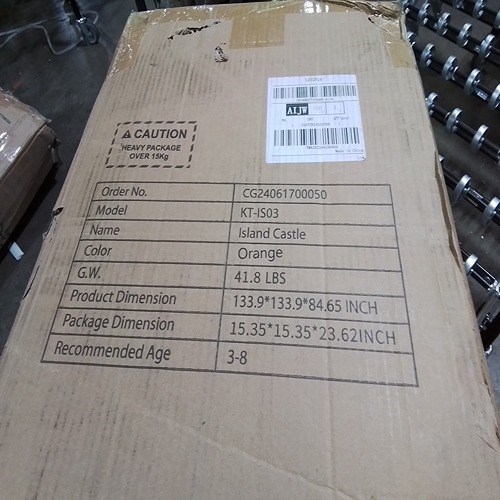 AIJW
CAUTION
HEAVY PACKAGE
OVER 15Kg
Order No. CG24061700050
Model KT-IS03
Name Island Castle
Color Orange
G.W. 41.8 LBS
Product Dimension 133.9*133.9*84.65 INCH
Package Dimension 15.35*15.35*23.62INCH
Recommended Age 3-8